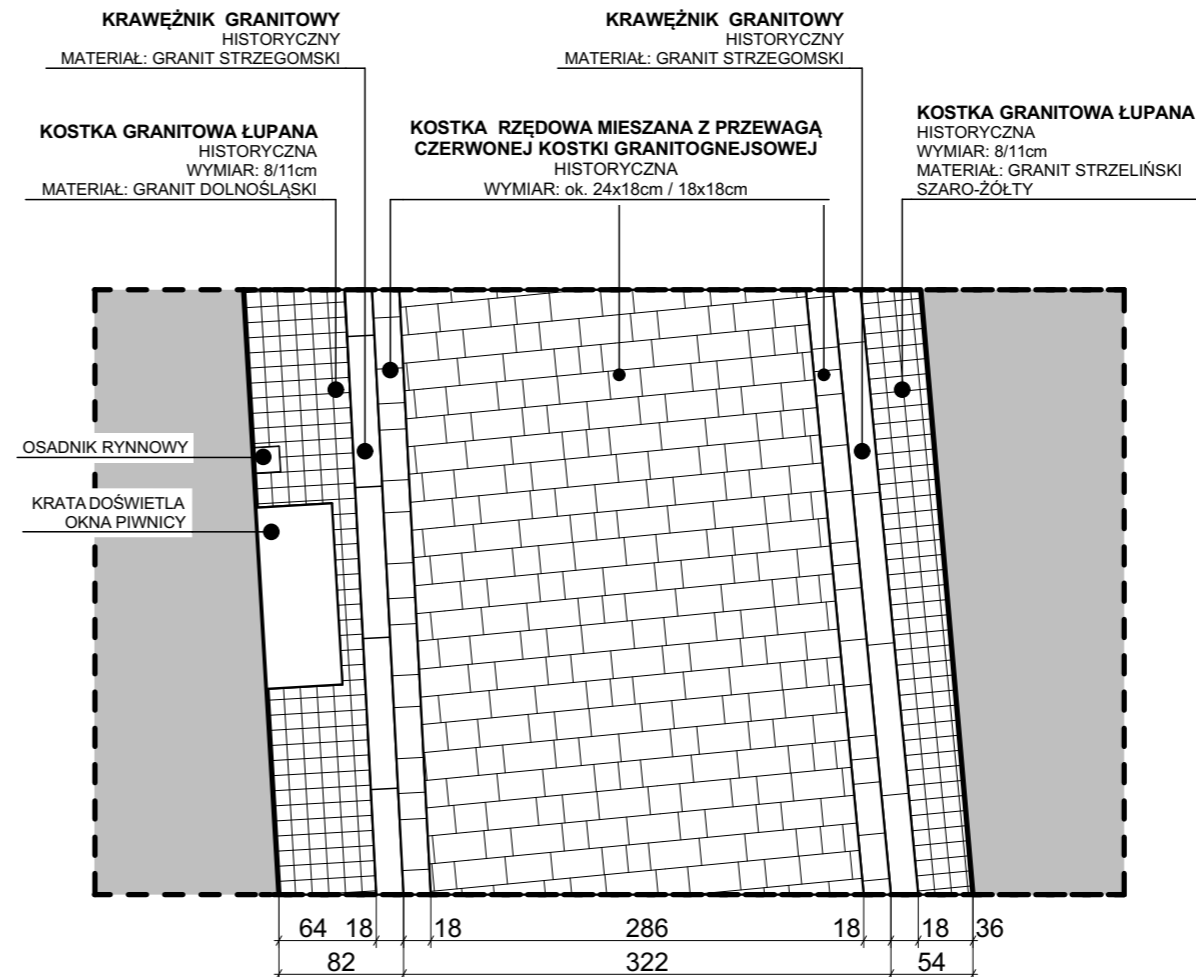 KRAWĘŻNIK GRANITOWY
HISTORYCZNY
MATERIAŁ: GRANIT STRZEGOMSKI
KRAWĘŻNIK GRANITOWY
HISTORYCZNY
MATERIAŁ: GRANIT STRZEGOMSKI
KOSTKA GRANITOWA ŁUPANA
HISTORYCZNA
WYMIAR: 8/11cm
MATERIAŁ: GRANIT DOLNOŚLĄSKI
KOSTKA RZĘDOWA MIESZANA Z PRZEWAGĄ
CZERWONEJ KOSTKI GRANITOGNEJSOWEJ
HISTORYCZNA
WYMIAR: ok. 24x18cm / 18x18cm
KOSTKA GRANITOWA ŁUPANA
HISTORYCZNA
WYMIAR: 8/11cm
MATERIAŁ: GRANIT STRZELIŃSKI
SZARO-ŻÓŁTY
OSADNIK RYNNOWY
KRATA DOŚWIETLA
OKNA PIWNICY
64 18 18 286 18 18 36
82 322 54